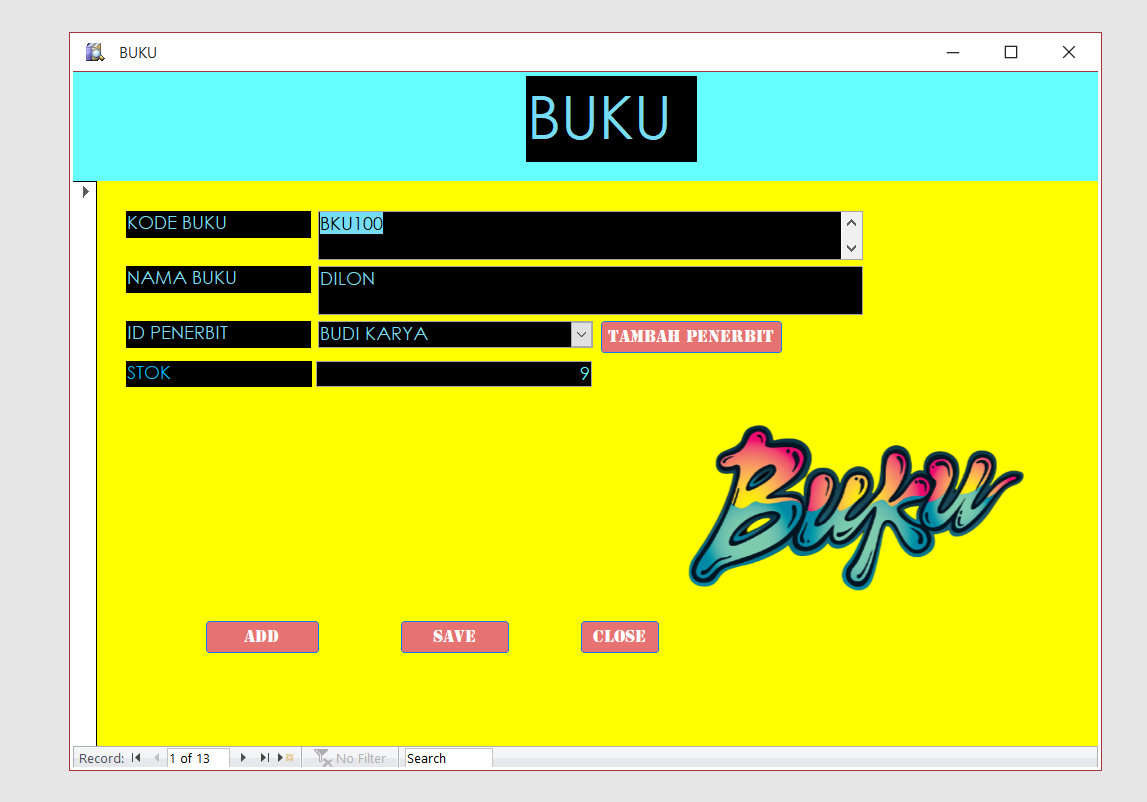 BUKU
BUKU
KODE BUKU BKU100
NAMA BUKU DILON
ID PENERBIT BUDI KARYA TAMBAH PENERBIT
STOK 9
Buku
ADD SAVE CLOSE
Record: 1 of 13 No Filter Search